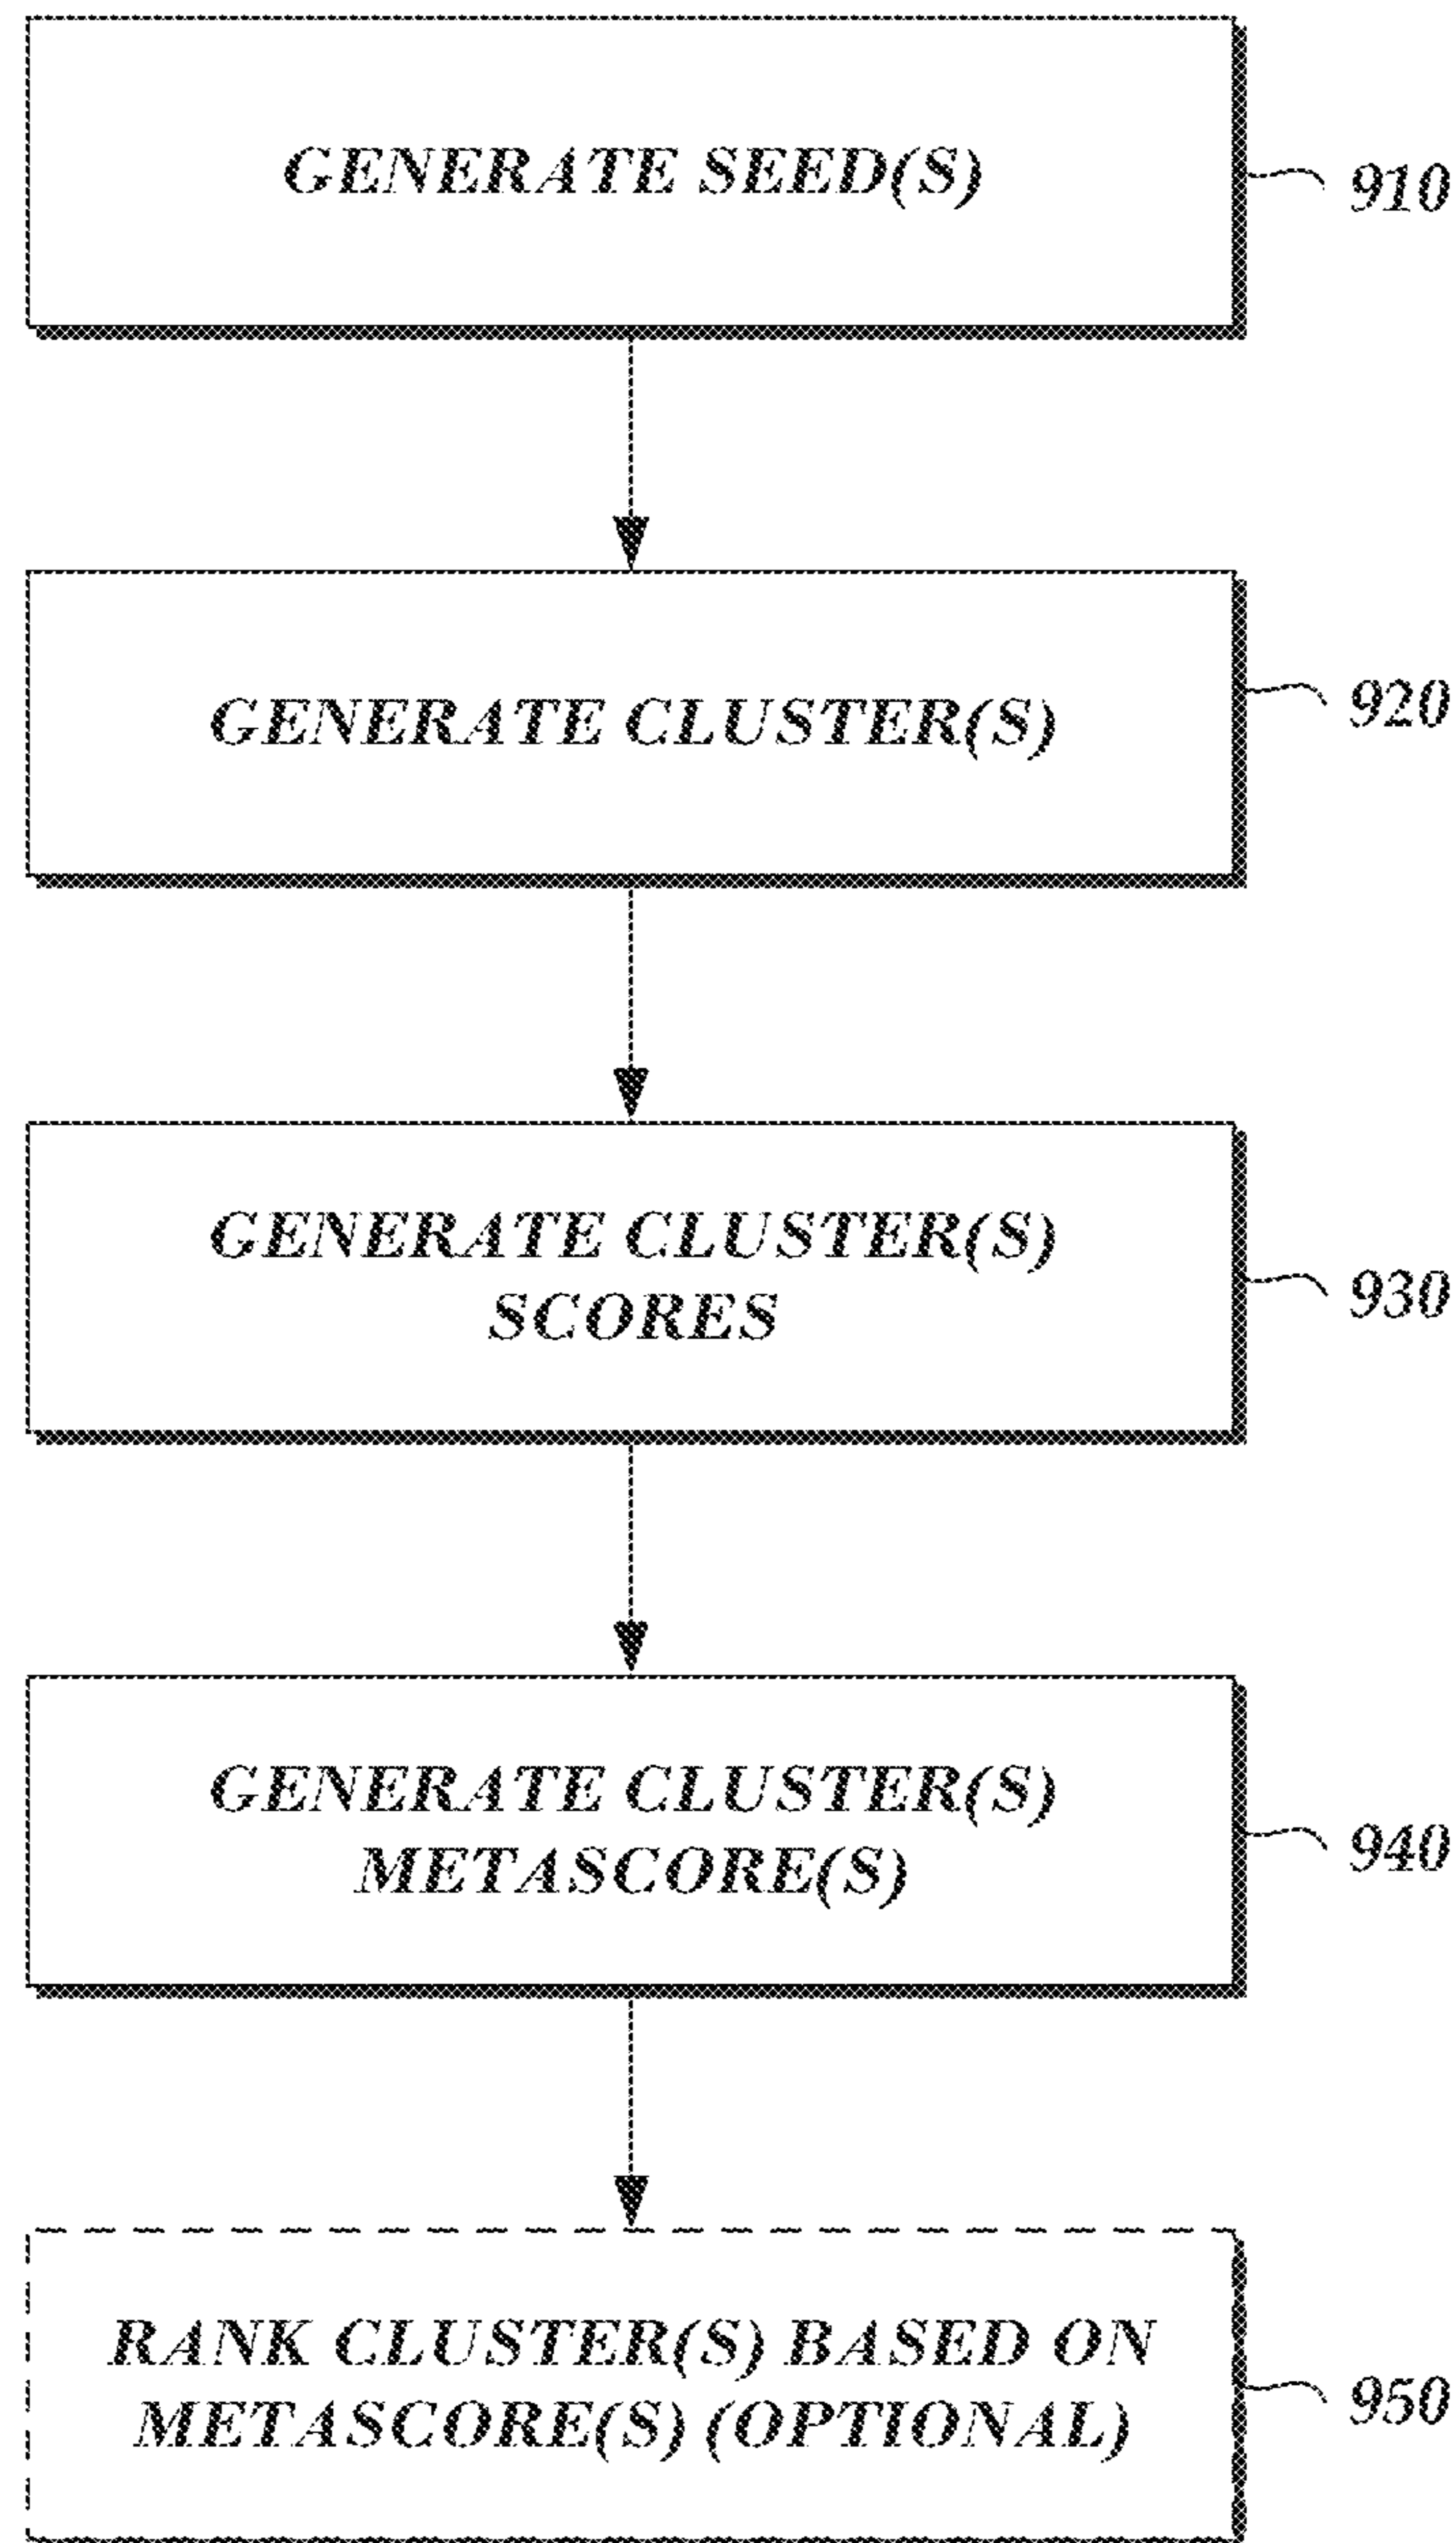 GENERATE SEED(S)
910
GENERATE CLUSTER(S)
920
GENERATE CLUSTER(S)
SCORES
930
GENERATE CLUSTER(S)
METASCORE(S)
940
RANK CLUSTER(S) BASED ON
METASCORE(S) (OPTIONAL)
950